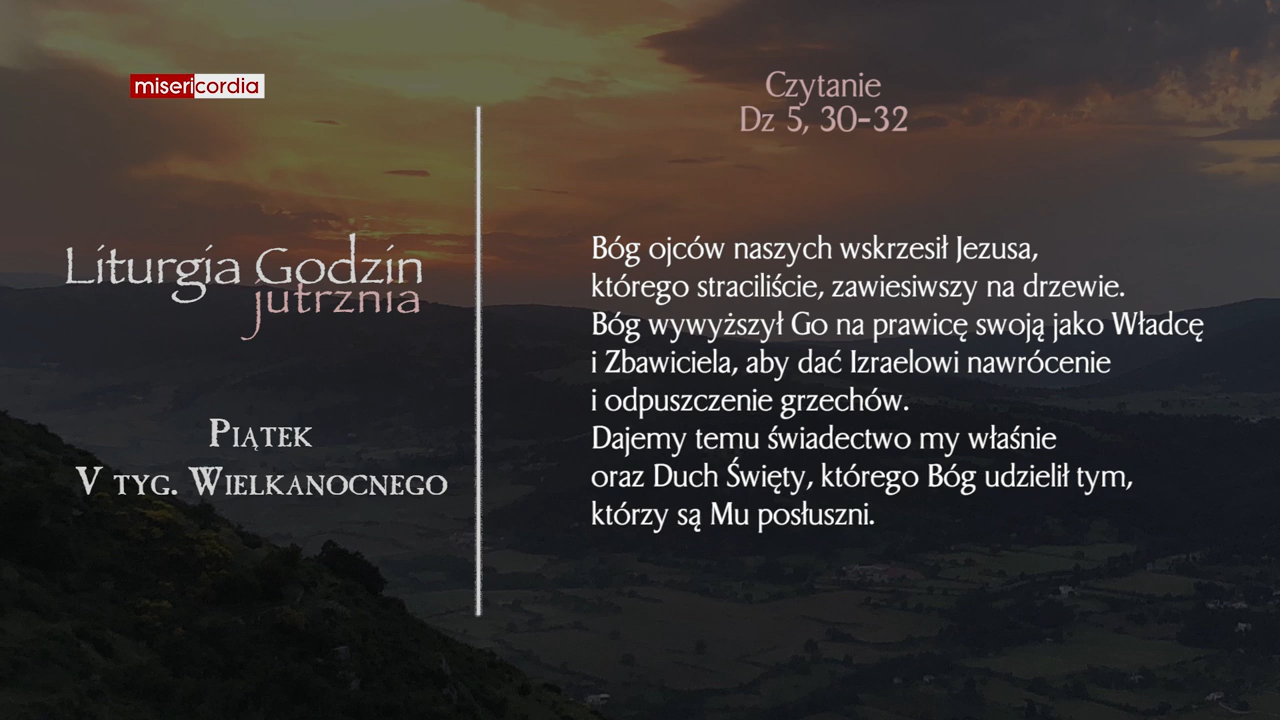 misericordia
Liturgia Godzin
jutrznia
Piątek
V tyg. Wielkanocnego
Czytanie
Dz 5, 30-32
Bóg ojców naszych wskrzesił Jezusa,
którego straciliście, zawiesiwszy na drzewie.
Bóg wywyższył Go na prawicę swoją jako Władcę
i Zbawiciela, aby dać Izraelowi nawrócenie
i odpuszczenie grzechów.
Dajemy temu świadectwo my właśnie
oraz Duch Święty, którego Bóg udzielił tym,
którzy są Mu posłuszni.